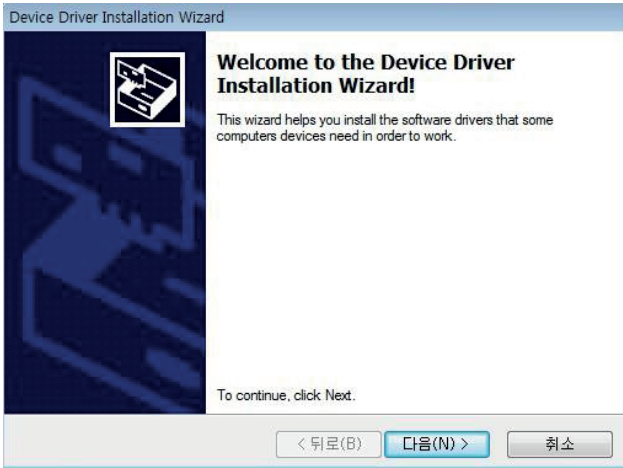 Device Driver Installation Wizard
Welcome to the Device Driver
Installation Wizard!
This wizard helps you install the software drivers that some
computers devices need in order to work.
To continue, click Next.
< 뒤로(B)
다음(N) >
취소